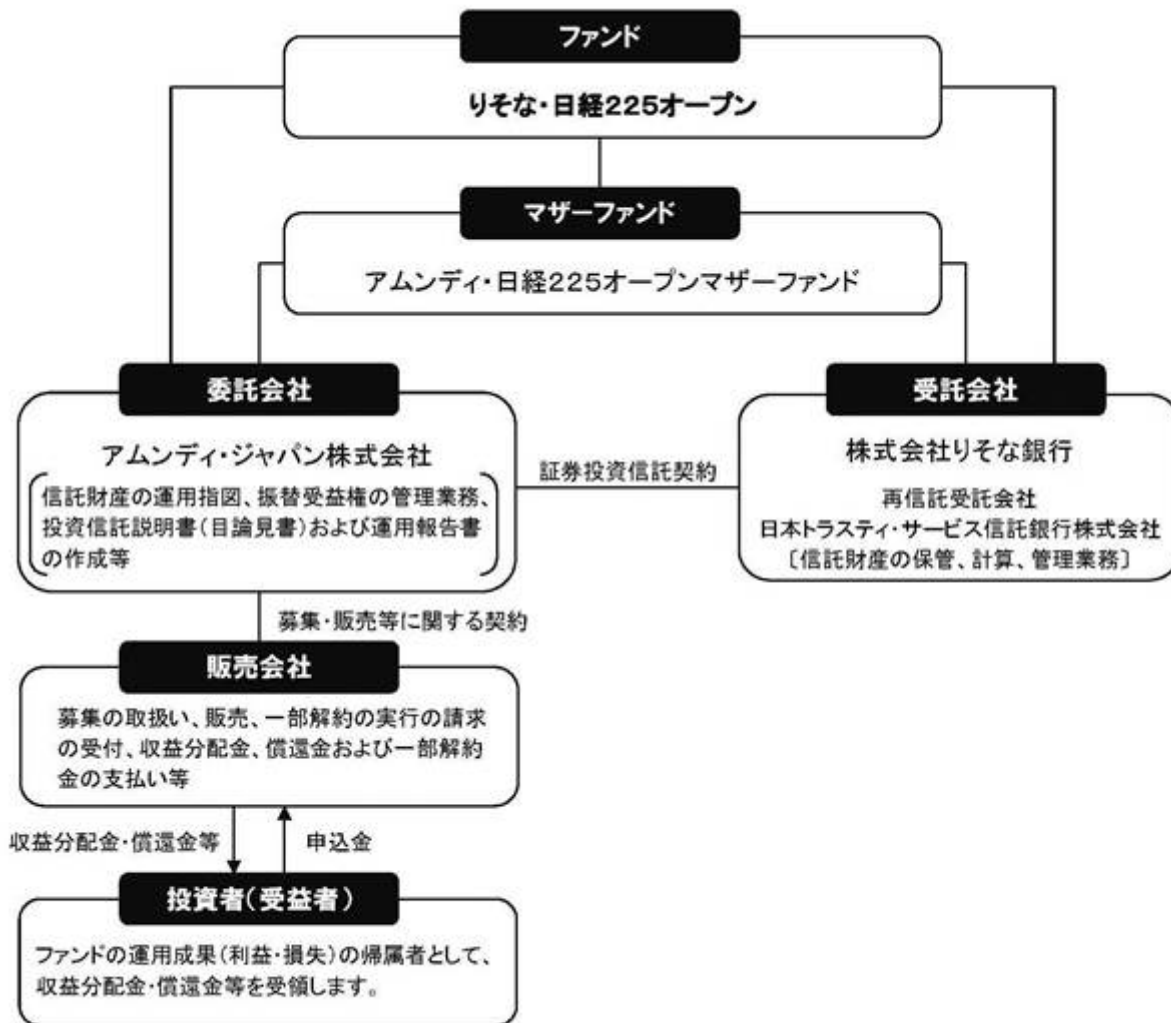 ファンド
りそな・日経225オープン
マザーファンド
アムンディ・日経225オープンマザーファンド
委託会社
アムンディ・ジャパン株式会社
信託財産の運用指図、振替受益権の管理業務、
投資信託説明書(目論見書)および運用報告書
の作成等
証券投資信託契約
受託会社
株式会社りそな銀行
再信託受託会社
日本トラスティ・サービス信託銀行株式会社
〔信託財産の保管、計算、管理業務〕
募集・販売等に関する契約
販売会社
募集の取扱い、販売、一部解約の実行の請求
の受付、収益分配金、償還金および一部解約
金の支払い等
収益分配金・償還金等
申込金
投資者(受益者)
ファンドの運用成果(利益・損失)の帰属者として、
収益分配金・償還金等を受領します。